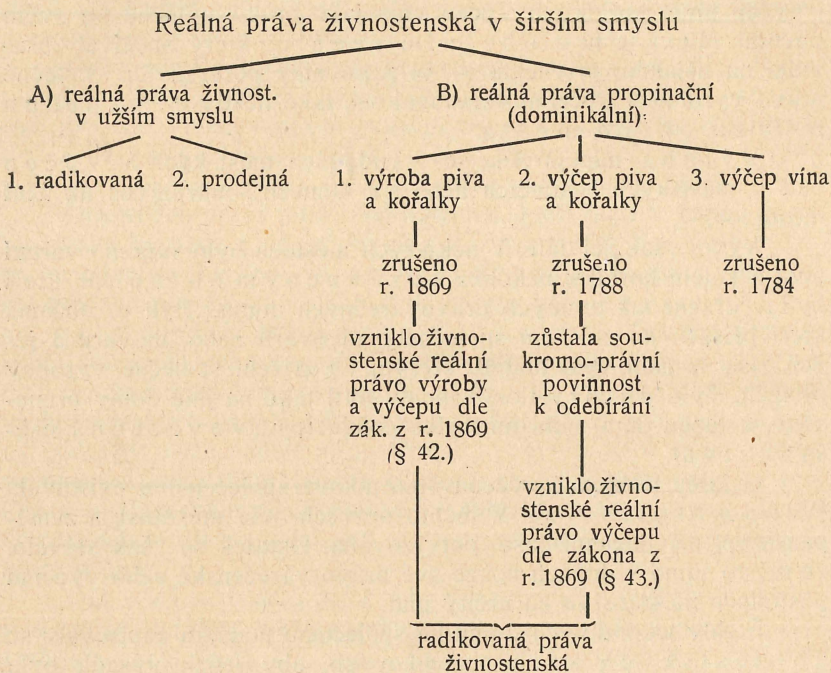 Reálná práva živnostenská v širším smyslu
A) reálná práva živnost.
v užším smyslu
B) reálná práva propinační
(dominikální)
1. radikovaná
2. prodejná
1. výroba piva
a kořalky
2. výčep piva
a kořalky
3. výčep vína
zrušeno
r. 1869
zrušeno
r. 1788
zrušeno
r. 1784
vzniklo živno-
stenské reální
právo výroby
a výčepu dle
zák. z r. 1869
(§ 42.)
zůstala sou-
kromo-právní
povinnost
k odebírání
vzniklo živno-
stenské reální
právo výčepu
dle zákona z
r. 1869 (§ 43.)
radikovaná práva
živnostenská